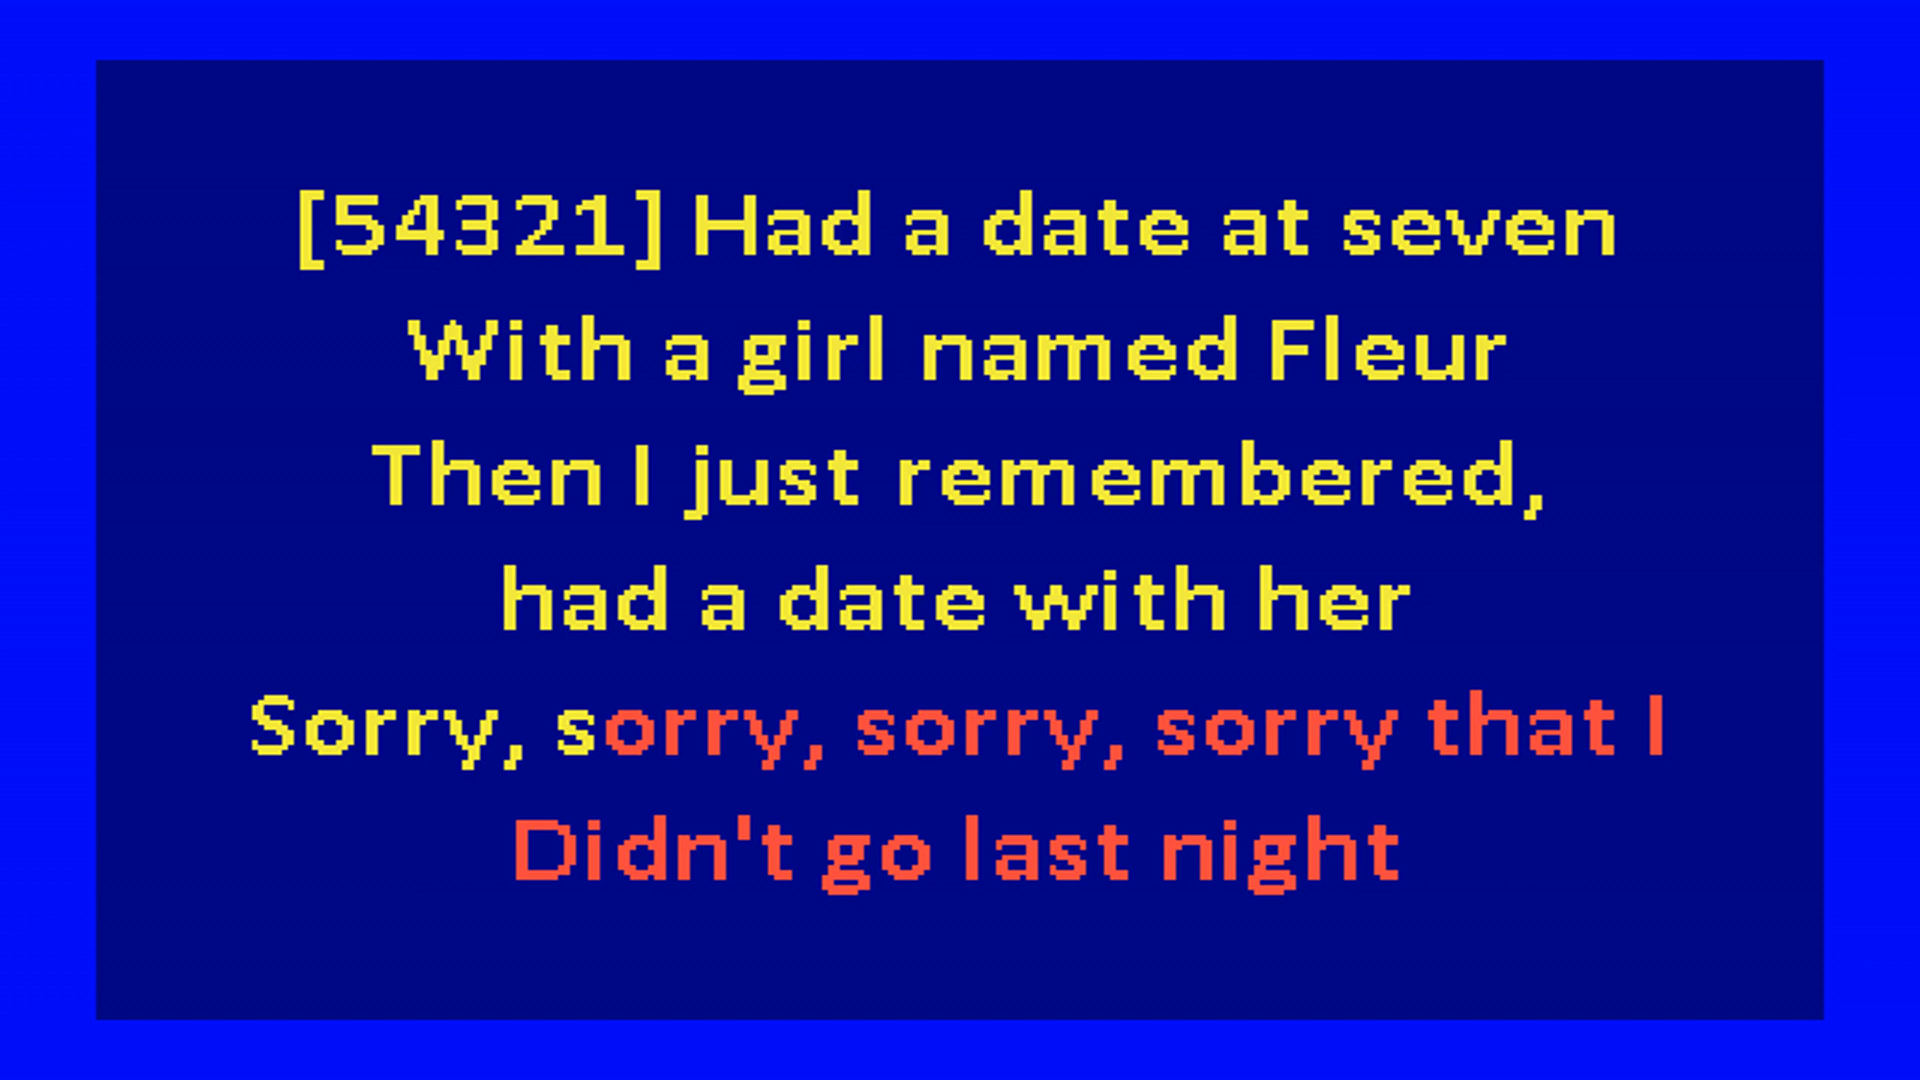 [54321] Had a date at seven
With a girl named Fleur
Then I just remembered,
had a date with her
Sorry, sorry, sorry, sorry that I
Didn't go last night